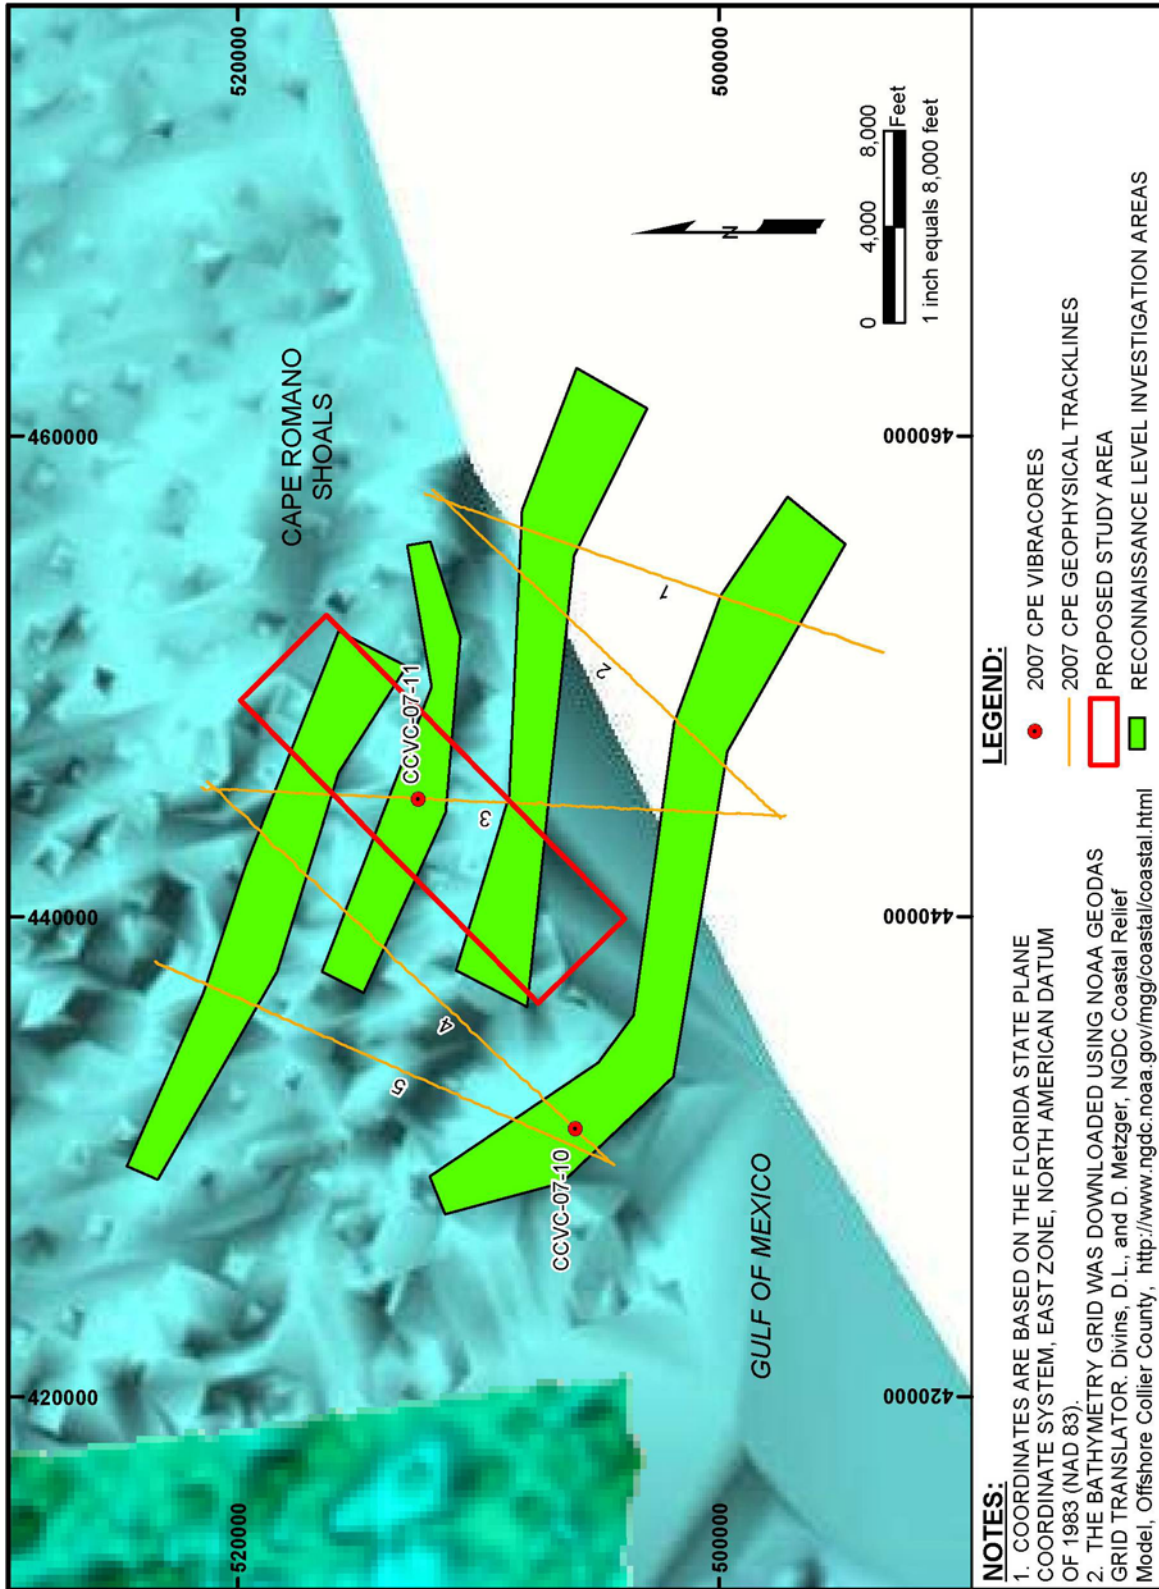 420000
440000
460000
520000
520000
CAPE ROMANO
SHOALS
CCVC-07-11
5
4
3
2
1
CCVC-07-10
GULF OF MEXICO
N
500000
500000
0 4,000 8,000
Feet
1 inch equals 8,000 feet
420000
440000
460000
NOTES:
1. COORDINATES ARE BASED ON THE FLORIDA STATE PLANE
COORDINATE SYSTEM, EAST ZONE, NORTH AMERICAN DATUM
OF 1983 (NAD 83).
2. THE BATHYMETRY GRID WAS DOWNLOADED USING NOAA GEODAS
GRID TRANSLATOR. Divins, D.L., and D. Metzger, NGDC Coastal Relief
Model, Offshore Collier County, http://www.ngdc.noaa.gov/mgg/coastal/coastal.html
LEGEND:
2007 CPE VIBRACORES
2007 CPE GEOPHYSICAL TRACKLINES
PROPOSED STUDY AREA
RECONNAISSANCE LEVEL INVESTIGATION AREAS